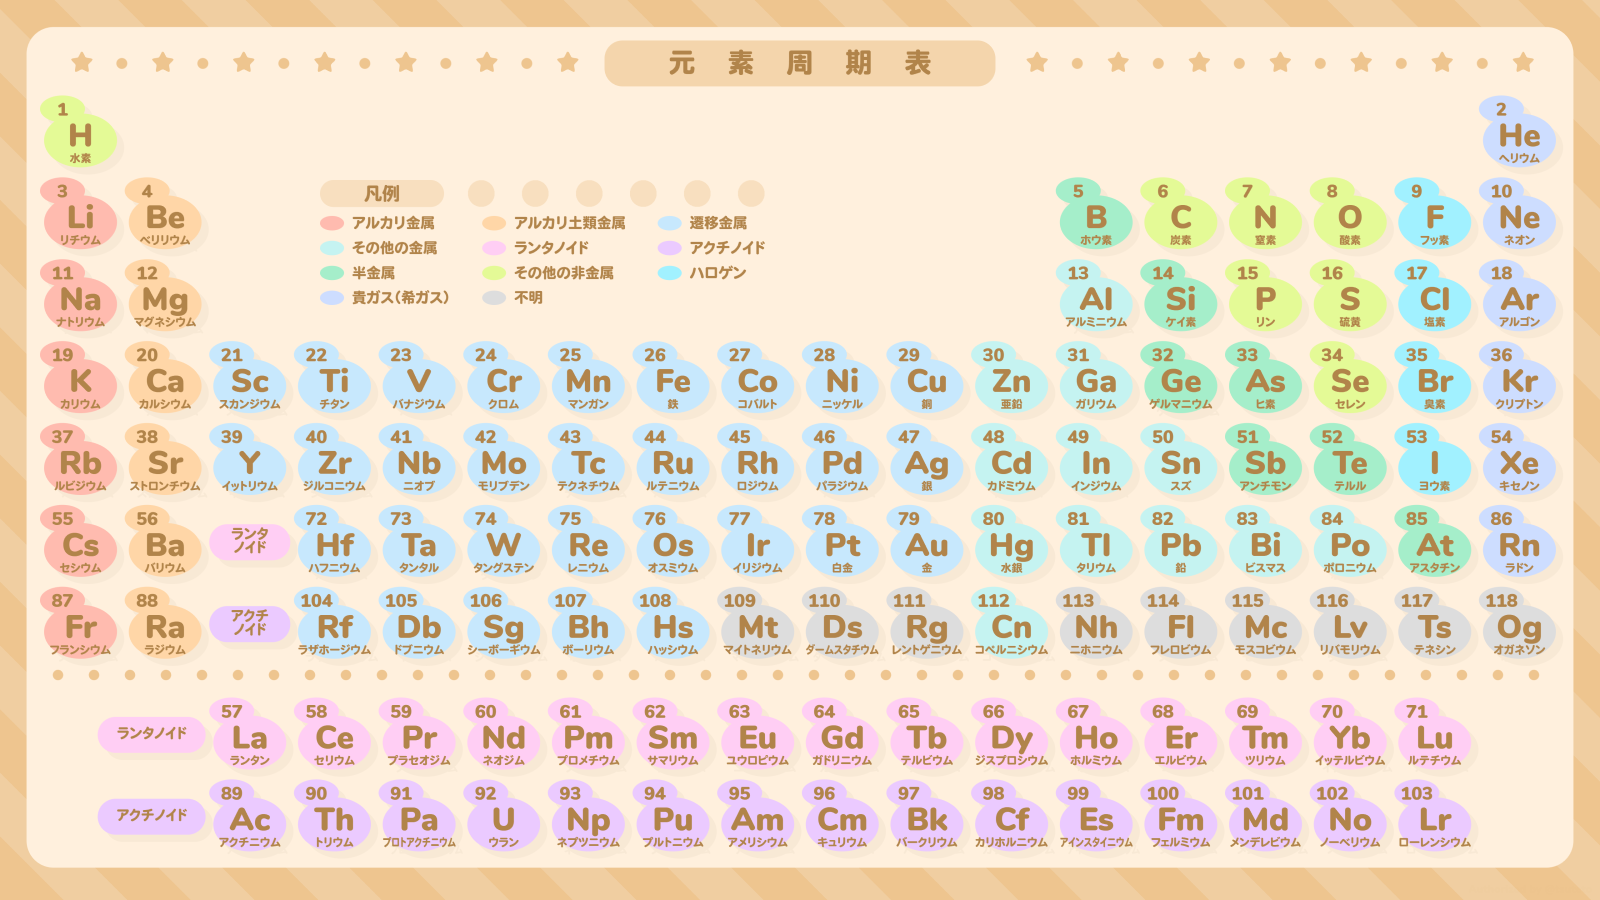 元素周期表
1 H 水素
2 He ヘリウム
凡例
アルカリ金属 アルカリ土類金属 遷移金属
その他の金属 ランタノイド アクチノイド
半金属 その他の非金属 ハロゲン
貴ガス(希ガス) 不明
3 Li リチウム
4 Be ベリリウム
5 B ホウ素
6 C 炭素
7 N 窒素
8 O 酸素
9 F フッ素
10 Ne ネオン
11 Na ナトリウム
12 Mg マグネシウム
13 Al アルミニウム
14 Si ケイ素
15 P リン
16 S 硫黄
17 Cl 塩素
18 Ar アルゴン
19 K カリウム
20 Ca カルシウム
21 Sc スカンジウム
22 Ti チタン
23 V バナジウム
24 Cr クロム
25 Mn マンガン
26 Fe 鉄
27 Co コバルト
28 Ni ニッケル
29 Cu 銅
30 Zn 亜鉛
31 Ga ガリウム
32 Ge ゲルマニウム
33 As ヒ素
34 Se セレン
35 Br 臭素
36 Kr クリプトン
37 Rb ルビジウム
38 Sr ストロンチウム
39 Y イットリウム
40 Zr ジルコニウム
41 Nb ニオブ
42 Mo モリブデン
43 Tc テクネチウム
44 Ru ルテニウム
45 Rh ロジウム
46 Pd パラジウム
47 Ag 銀
48 Cd カドミウム
49 In インジウム
50 Sn スズ
51 Sb アンチモン
52 Te テルル
53 I ヨウ素
54 Xe キセノン
55 Cs セシウム
56 Ba バリウム
ランタ
ノイド
72 Hf ハフニウム
73 Ta タンタル
74 W タングステン
75 Re レニウム
76 Os オスミウム
77 Ir イリジウム
78 Pt 白金
79 Au 金
80 Hg 水銀
81 Tl タリウム
82 Pb 鉛
83 Bi ビスマス
84 Po ポロニウム
85 At アスタチン
86 Rn ラドン
87 Fr フランシウム
88 Ra ラジウム
アクチ
ノイド
104 Rf ラザホージウム
105 Db ドブニウム
106 Sg シーボーギウム
107 Bh ボーリウム
108 Hs ハッシウム
109 Mt マイトネリウム
110 Ds ダームスタチウム
111 Rg レントゲニウム
112 Cn コペルニシウム
113 Nh ニホニウム
114 Fl フレロビウム
115 Mc モスコビウム
116 Lv リバモリウム
117 Ts テネシン
118 Og オガネソン
ランタノイド
57 La ランタン
58 Ce セリウム
59 Pr プラセオジム
60 Nd ネオジム
61 Pm プロメチウム
62 Sm サマリウム
63 Eu ユウロピウム
64 Gd ガドリニウム
65 Tb テルビウム
66 Dy ジスプロシウム
67 Ho ホルミウム
68 Er エルビウム
69 Tm ツリウム
70 Yb イッテルビウム
71 Lu ルテチウム
アクチノイド
89 Ac アクチニウム
90 Th トリウム
91 Pa プロトアクチニウム
92 U ウラン
93 Np ネプツニウム
94 Pu プルトニウム
95 Am アメリシウム
96 Cm キュリウム
97 Bk バークリウム
98 Cf カリホルニウム
99 Es アインスタイニウム
100 Fm フェルミウム
101 Md メンデレビウム
102 No ノーベリウム
103 Lr ローレンシウム